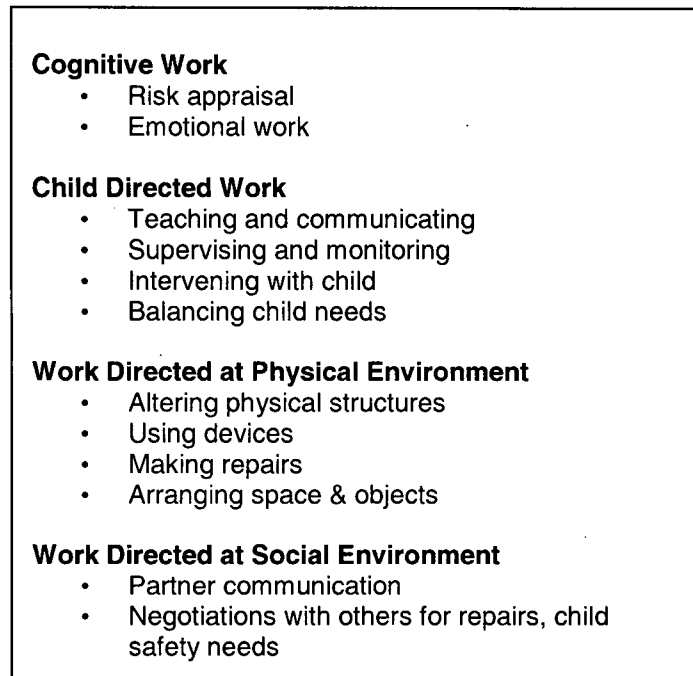 Cognitive Work
• Risk appraisal
• Emotional work
Child Directed Work
• Teaching and communicating
• Supervising and monitoring
• Intervening with child
• Balancing child needs
Work Directed at Physical Environment
• Altering physical structures
• Using devices
• Making repairs
• Arranging space & objects
Work Directed at Social Environment
• Partner communication
• Negotiations with others for repairs, child
safety needs